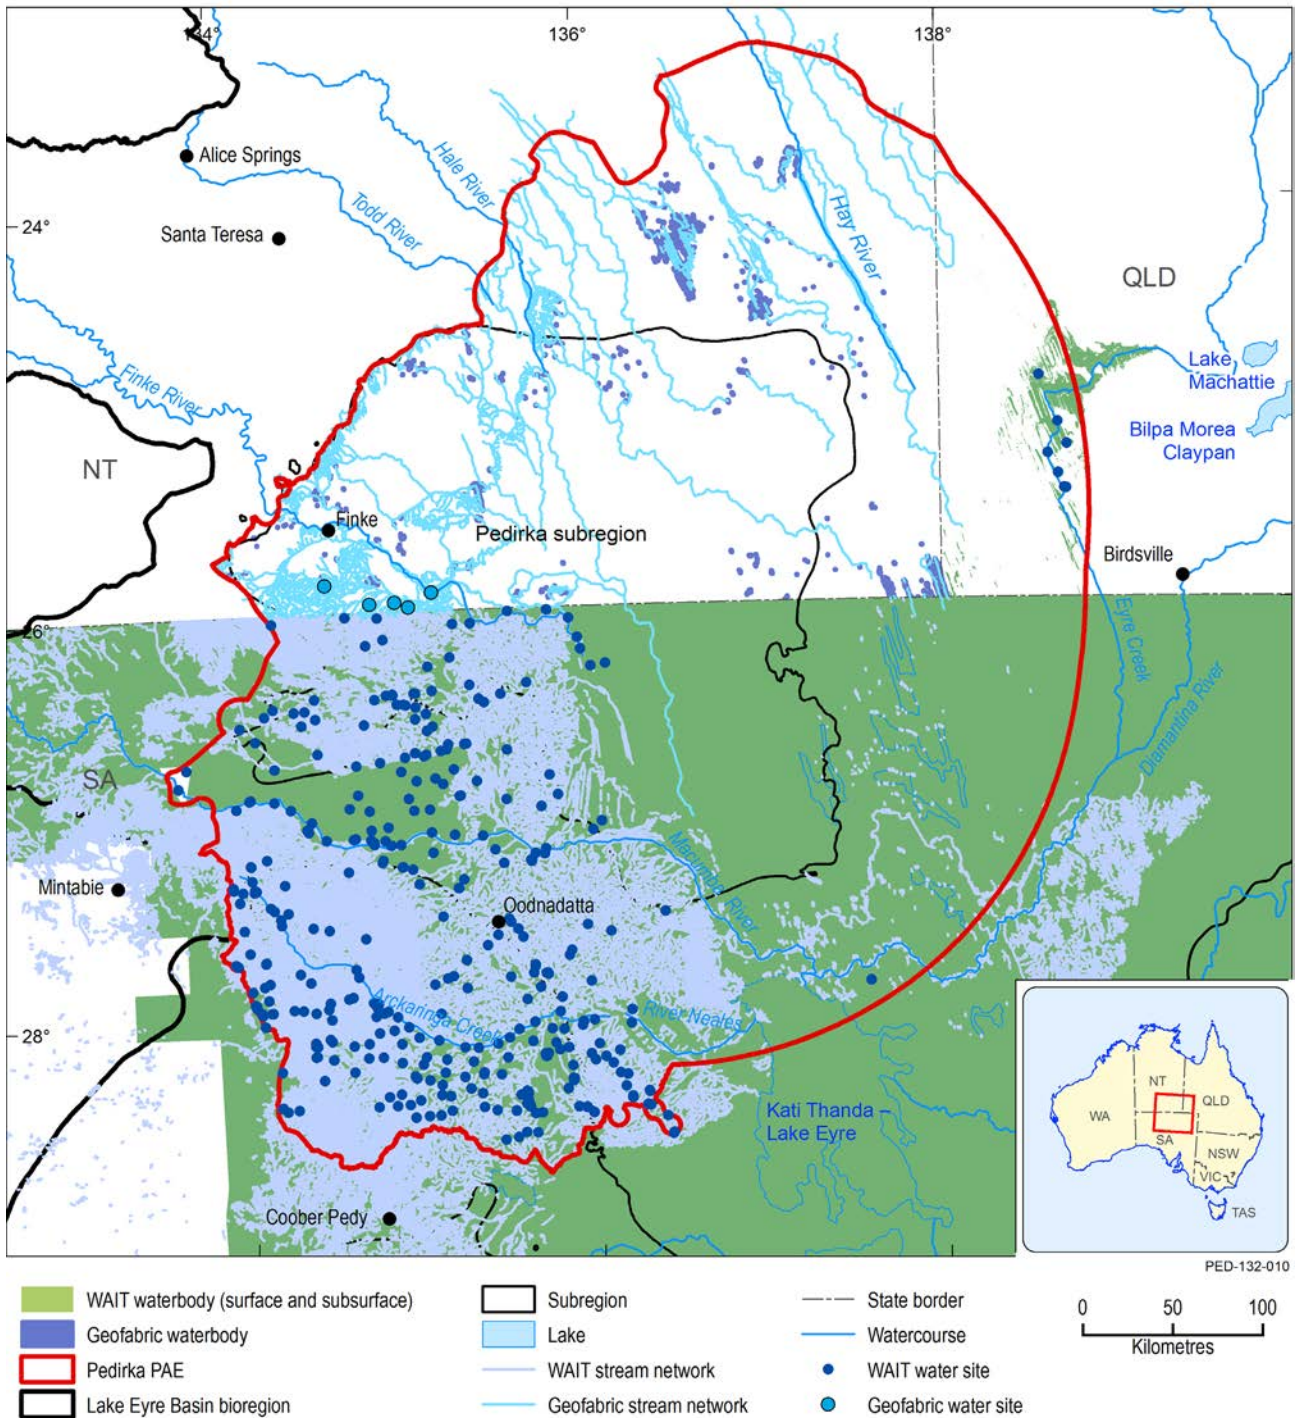 134°
136°
138°
Alice Springs
Hale River
Todd River
Santa Teresa
24°
Hay River
QLD
Lake
Machattie
Finke River
Bilpa Morea
Claypan
NT
Finke
Pedirka subregion
Birdsville
26°
Eyre Creek
Diamantina River
SA
Macumba River
Mintabie
Oodnadatta
Arckaringa Creek
River Neales
28°
Kati Thanda –
Lake Eyre
Coober Pedy
NT
QLD
WA
SA
NSW
VIC
TAS
PED-132-010
WAIT waterbody (surface and subsurface)
Geofabric waterbody
Pedirka PAE
Lake Eyre Basin bioregion
Subregion
Lake
WAIT stream network
Geofabric stream network
State border
Watercourse
WAIT water site
Geofabric water site
0 50 100
Kilometres